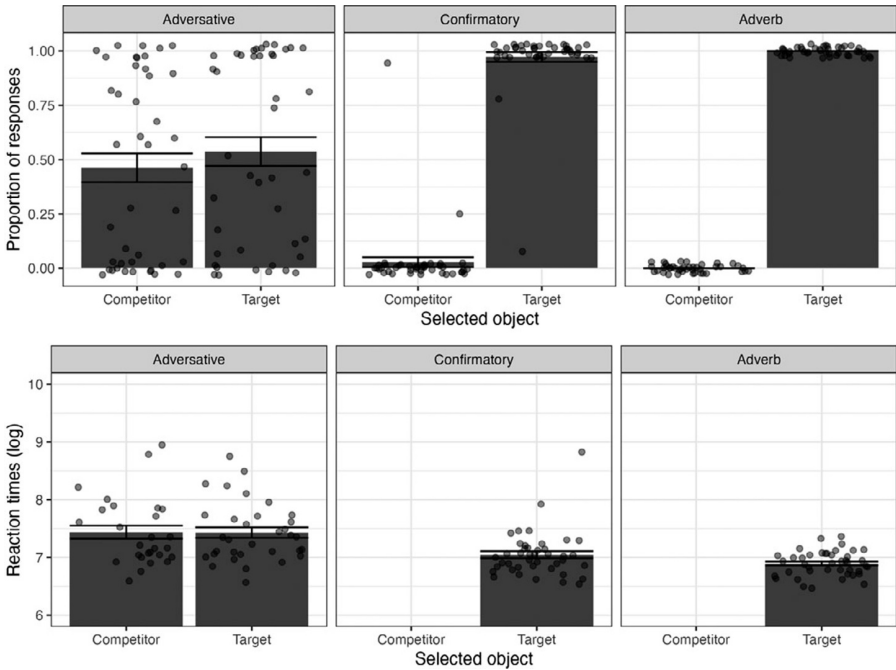 Adversative Confirmatory Adverb
Proportion of responses
1.00
0.75
0.50
0.25
0.00
Competitor Target Competitor Target Competitor Target
Selected object
Adversative Confirmatory Adverb
Reaction times (log)
10
9
8
7
6
Competitor Target Competitor Target Competitor Target
Selected object